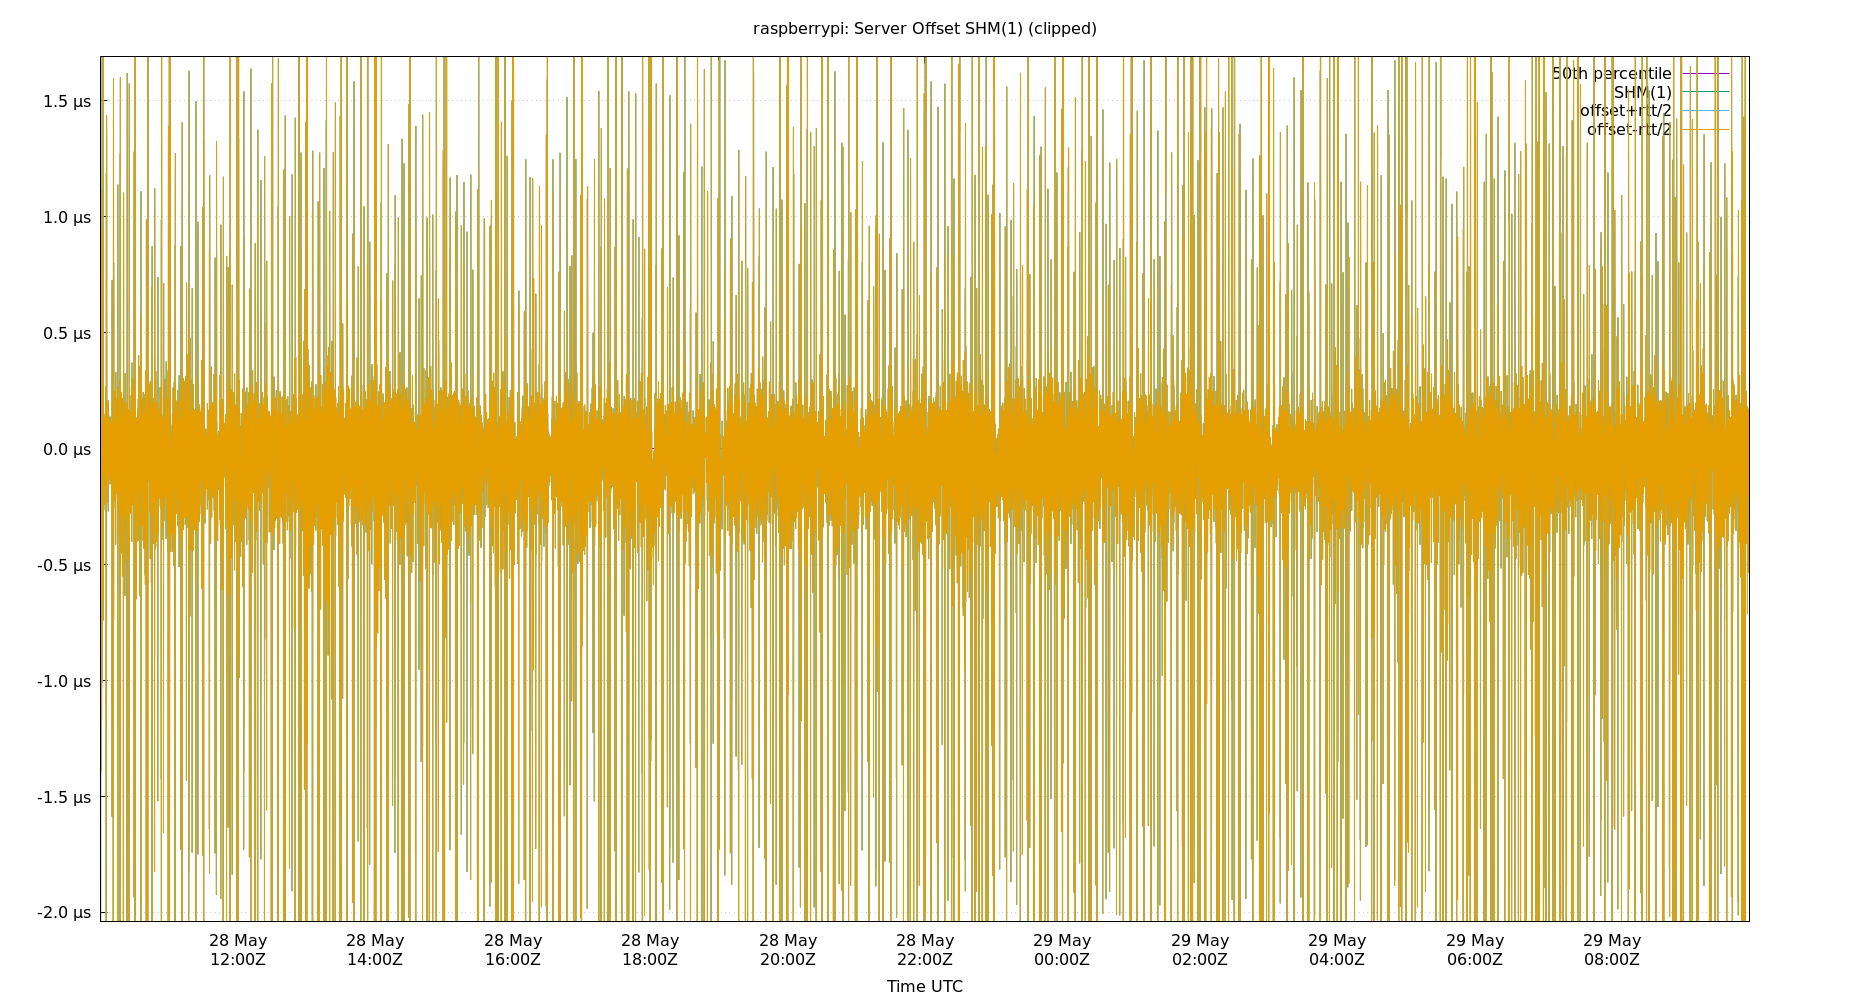 raspberrypi: Server Offset SHM(1) (clipped)
50th percentile
SHM(1)
offset+rtt/2
offset-rtt/2
1.5 µs
1.0 µs
0.5 µs
0.0 µs
-0.5 µs
-1.0 µs
-1.5 µs
-2.0 µs
28 May 28 May 28 May 28 May 28 May 28 May 29 May 29 May 29 May 29 May 29 May
12:00Z 14:00Z 16:00Z 18:00Z 20:00Z 22:00Z 00:00Z 02:00Z 04:00Z 06:00Z 08:00Z
Time UTC